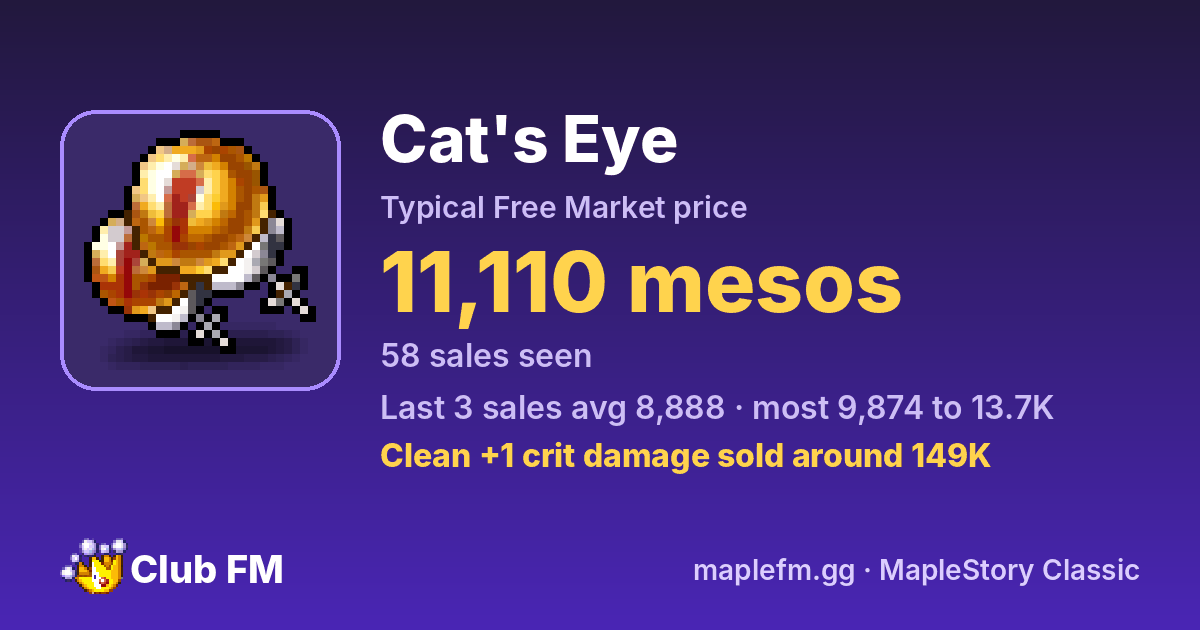 Cat's Eye
Typical Free Market price
11,110 mesos
58 sales seen
Last 3 sales avg 8,888 · most 9,874 to 13.7K
Clean +1 crit damage sold around 149K
Club FM
maplefm.gg · MapleStory Classic